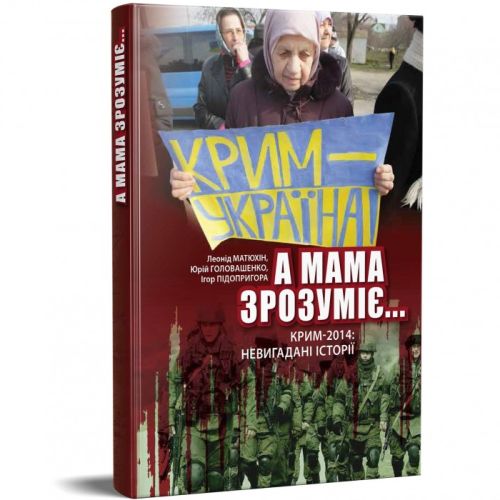 А МАМА ЗРОЗУМІЄ...
КРИМ –
УКРАЇНА!
Леонід МАТЮХІН,
Юрій ГОЛОВАШЕНКО,
Ігор ПІДОПРИГОРА
А МАМА
ЗРОЗУМІЄ...
КРИМ-2014:
НЕВИГАДАНІ ІСТОРІЇ